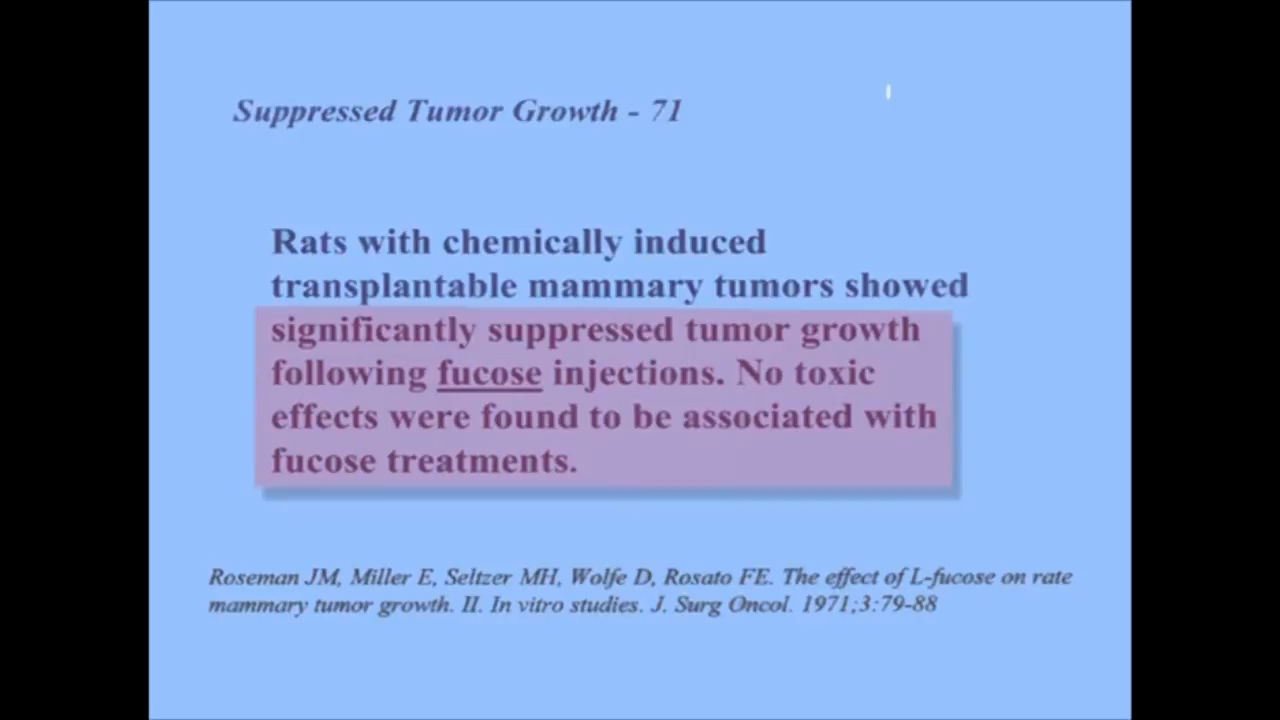 Suppressed Tumor Growth - 71
Rats with chemically induced
transplantable mammary tumors showed
significantly suppressed tumor growth
following fucose injections. No toxic
effects were found to be associated with
fucose treatments.
Roseman JM, Miller E, Seltzer MH, Wolfe D, Rosato FE. The effect of L-fucose on rate
mammary tumor growth. II. In vitro studies. J. Surg Oncol. 1971;3:79-88